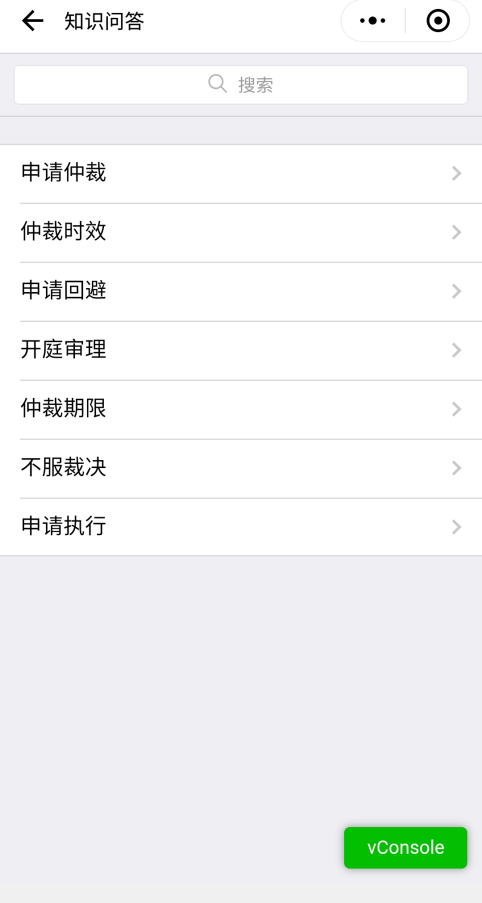 知识问答
搜索
申请仲裁
仲裁时效
申请回避
开庭审理
仲裁期限
不服裁决
申请执行
vConsole